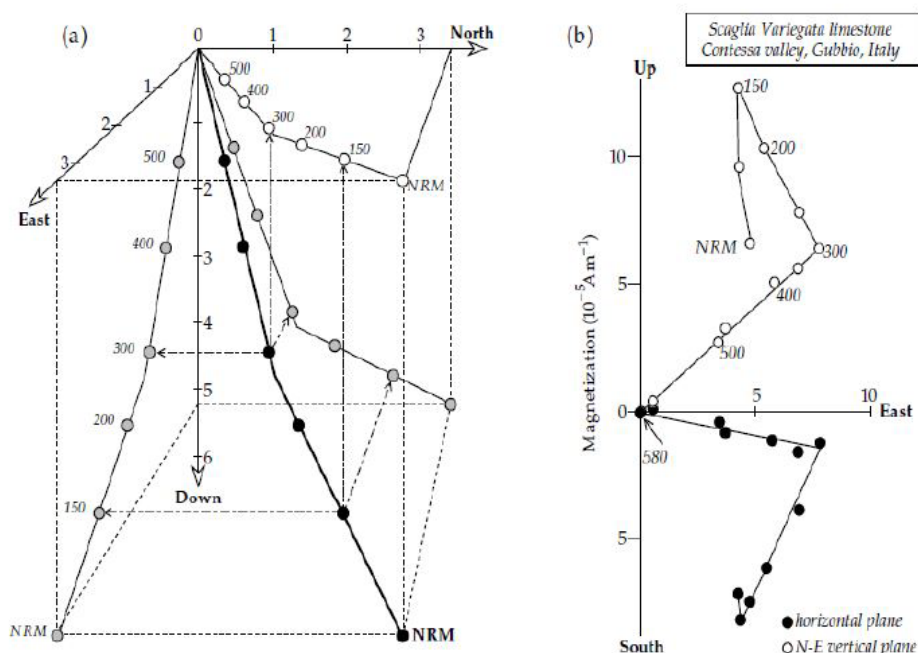 (a)
0
1
2
3
North
1
2
3
East
500
400
300
200
150
NRM
500
400
300
200
150
NRM
2
3
4
5
6
Down
NRM
(b)
Scaglia Variegata limestone
Contessa valley, Gubbio, Italy
Up
150
200
10
NRM
300
5
400
500
Magnetization (10⁻⁵Am⁻¹)
0
5
10
East
580
5
South
horizontal plane
N-E vertical plane